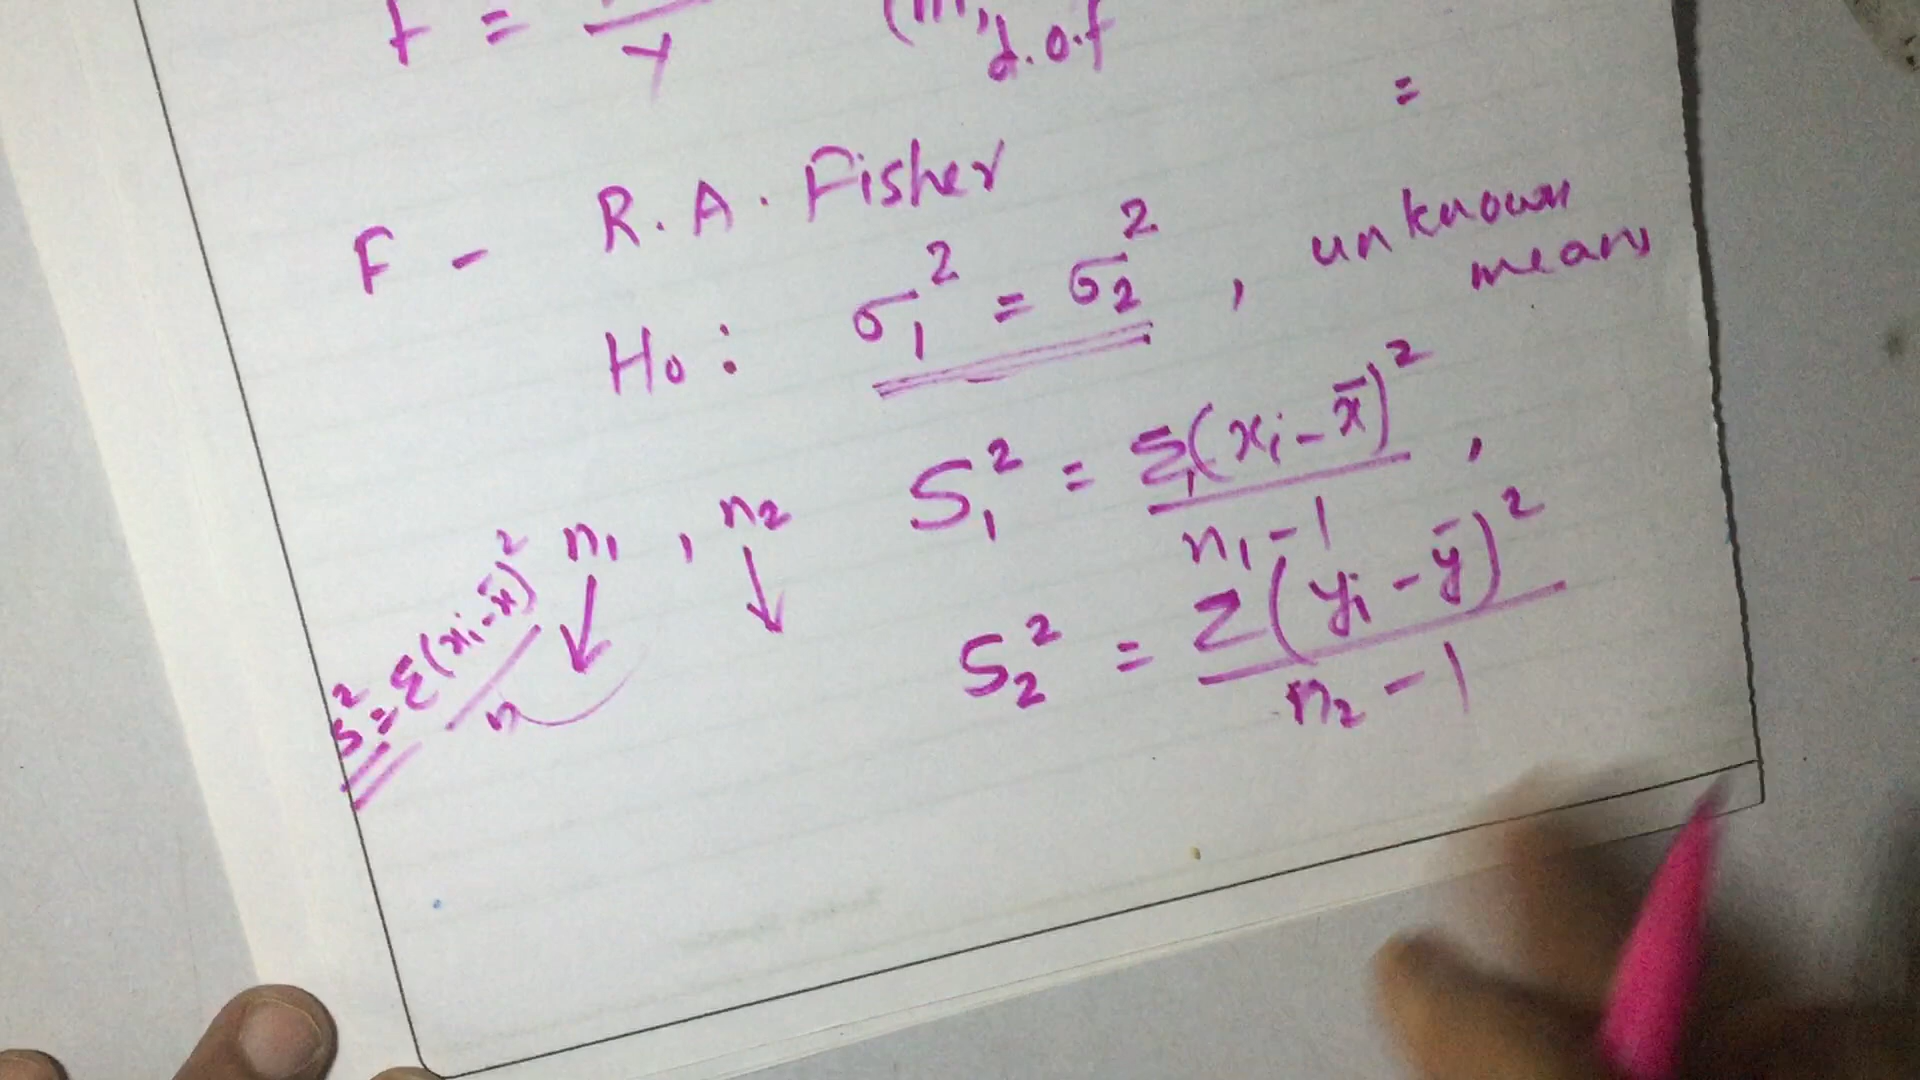 = Y
d.o.f
=
F - R.A. Fisher
H₀ : σ₁² = σ₂² , unknown
means
S₁² = Σ(xᵢ - x̄)² / n₁ - 1 ,
n₁ , n₂
S² = Σ(xᵢ - x̄)² / n
S₂² = Σ(yᵢ - ȳ)² / n₂ - 1